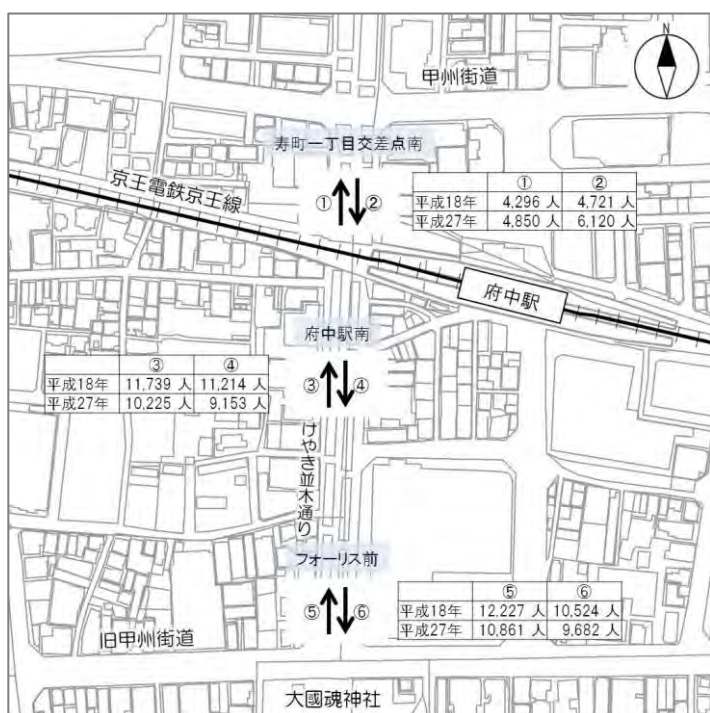 N
甲州街道
寿町一丁目交差点南
京王電鉄京王線
① ②
① ②
平成18年 4,296 人 4,721 人
平成27年 4,850 人 6,120 人
府中駅
府中駅南
③ ④
平成18年 11,739 人 11,214 人
平成27年 10,225 人 9,153 人
③ ④
けやき並木通り
フォーリス前
⑤ ⑥
⑤ ⑥
平成18年 12,227 人 10,524 人
平成27年 10,861 人 9,682 人
旧甲州街道
大國魂神社